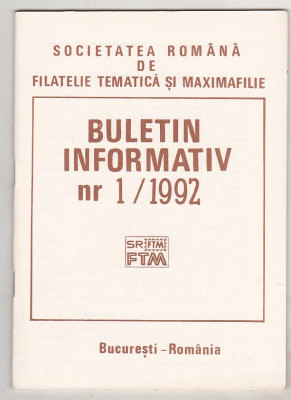 SOCIETATEA ROMÂNĂ
DE
FILATELIE TEMATICĂ ȘI MAXIMAFILIE
BULETIN
INFORMATIV
nr 1/1992
SR FTM
FTM
București - România